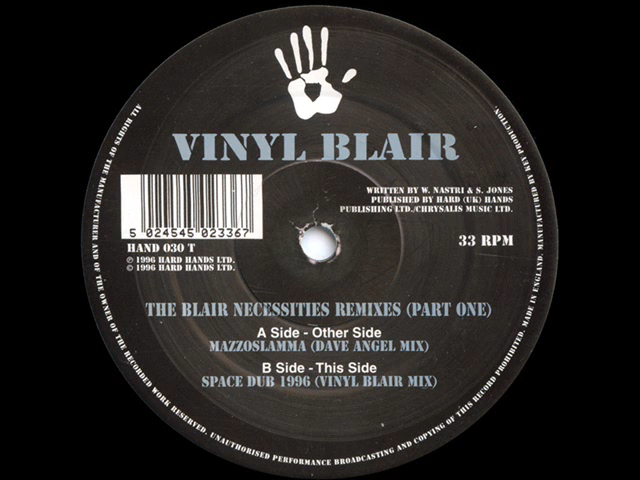 VINYL BLAIR
WRITTEN BY W. NASTRI & S. JONES
PUBLISHED BY HARD (UK) HANDS
PUBLISHING LTD./CHRYSALIS MUSIC LTD.
5 024545 023367
HAND 030 T
33 RPM
℗ 1996 HARD HANDS LTD.
© 1996 HARD HANDS LTD.
THE BLAIR NECESSITIES REMIXES (PART ONE)
A Side - Other Side
MAZZOSLAMMA (DAVE ANGEL MIX)
B Side - This Side
SPACE DUB 1996 (VINYL BLAIR MIX)
ALL RIGHTS OF THE MANUFACTURER AND OF THE OWNER OF THE RECORDED WORK RESERVED. UNAUTHORISED PERFORMANCE BROADCASTING AND COPYING OF THIS RECORD PROHIBITED. MADE IN ENGLAND. MANUFACTURED BY KEY PRODUCTION.